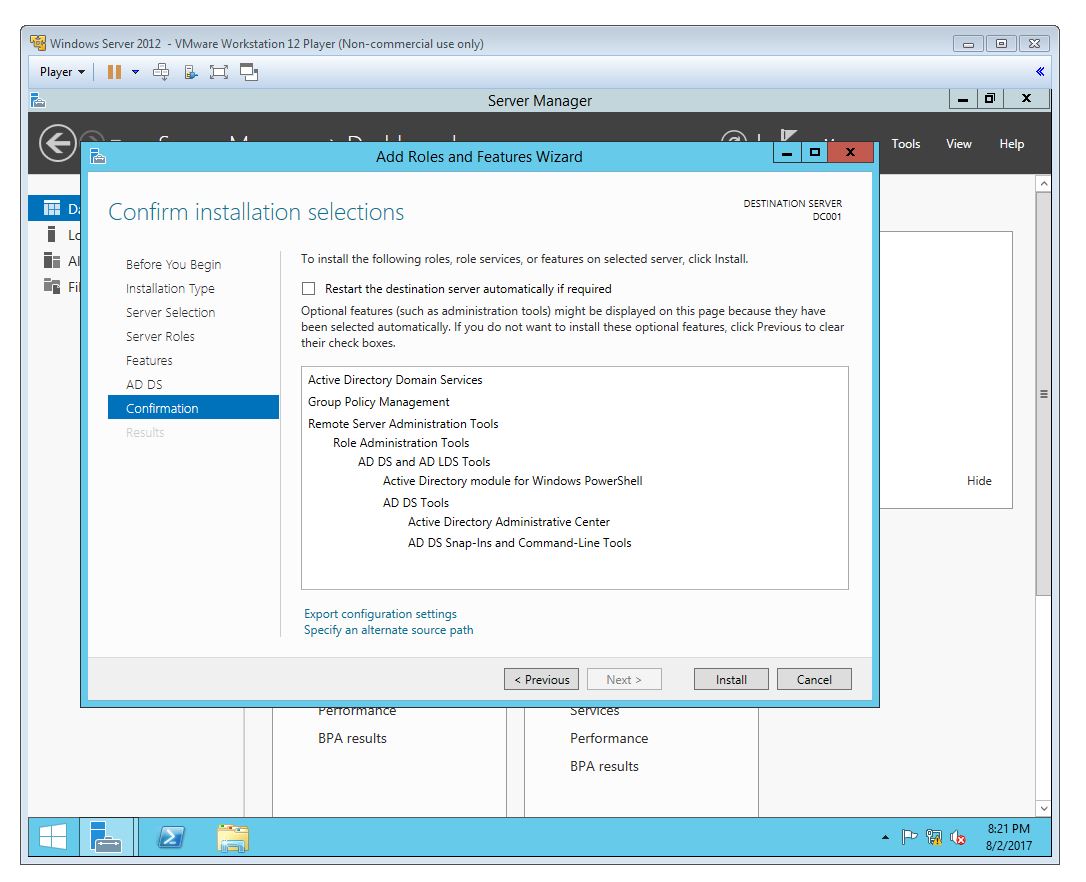 Windows Server 2012 - VMware Workstation 12 Player (Non-commercial use only)
Player
Server Manager
Tools View Help
Add Roles and Features Wizard
Confirm installation selections
DESTINATION SERVER
DC001
Before You Begin
Installation Type
Server Selection
Server Roles
Features
AD DS
Confirmation
Results
To install the following roles, role services, or features on selected server, click Install.
Restart the destination server automatically if required
Optional features (such as administration tools) might be displayed on this page because they have
been selected automatically. If you do not want to install these optional features, click Previous to clear
their check boxes.
Active Directory Domain Services
Group Policy Management
Remote Server Administration Tools
Role Administration Tools
AD DS and AD LDS Tools
Active Directory module for Windows PowerShell
AD DS Tools
Active Directory Administrative Center
AD DS Snap-Ins and Command-Line Tools
Export configuration settings
Specify an alternate source path
< Previous
Next >
Install
Cancel
Hide
Performance
BPA results
Services
Performance
BPA results
8:21 PM
8/2/2017